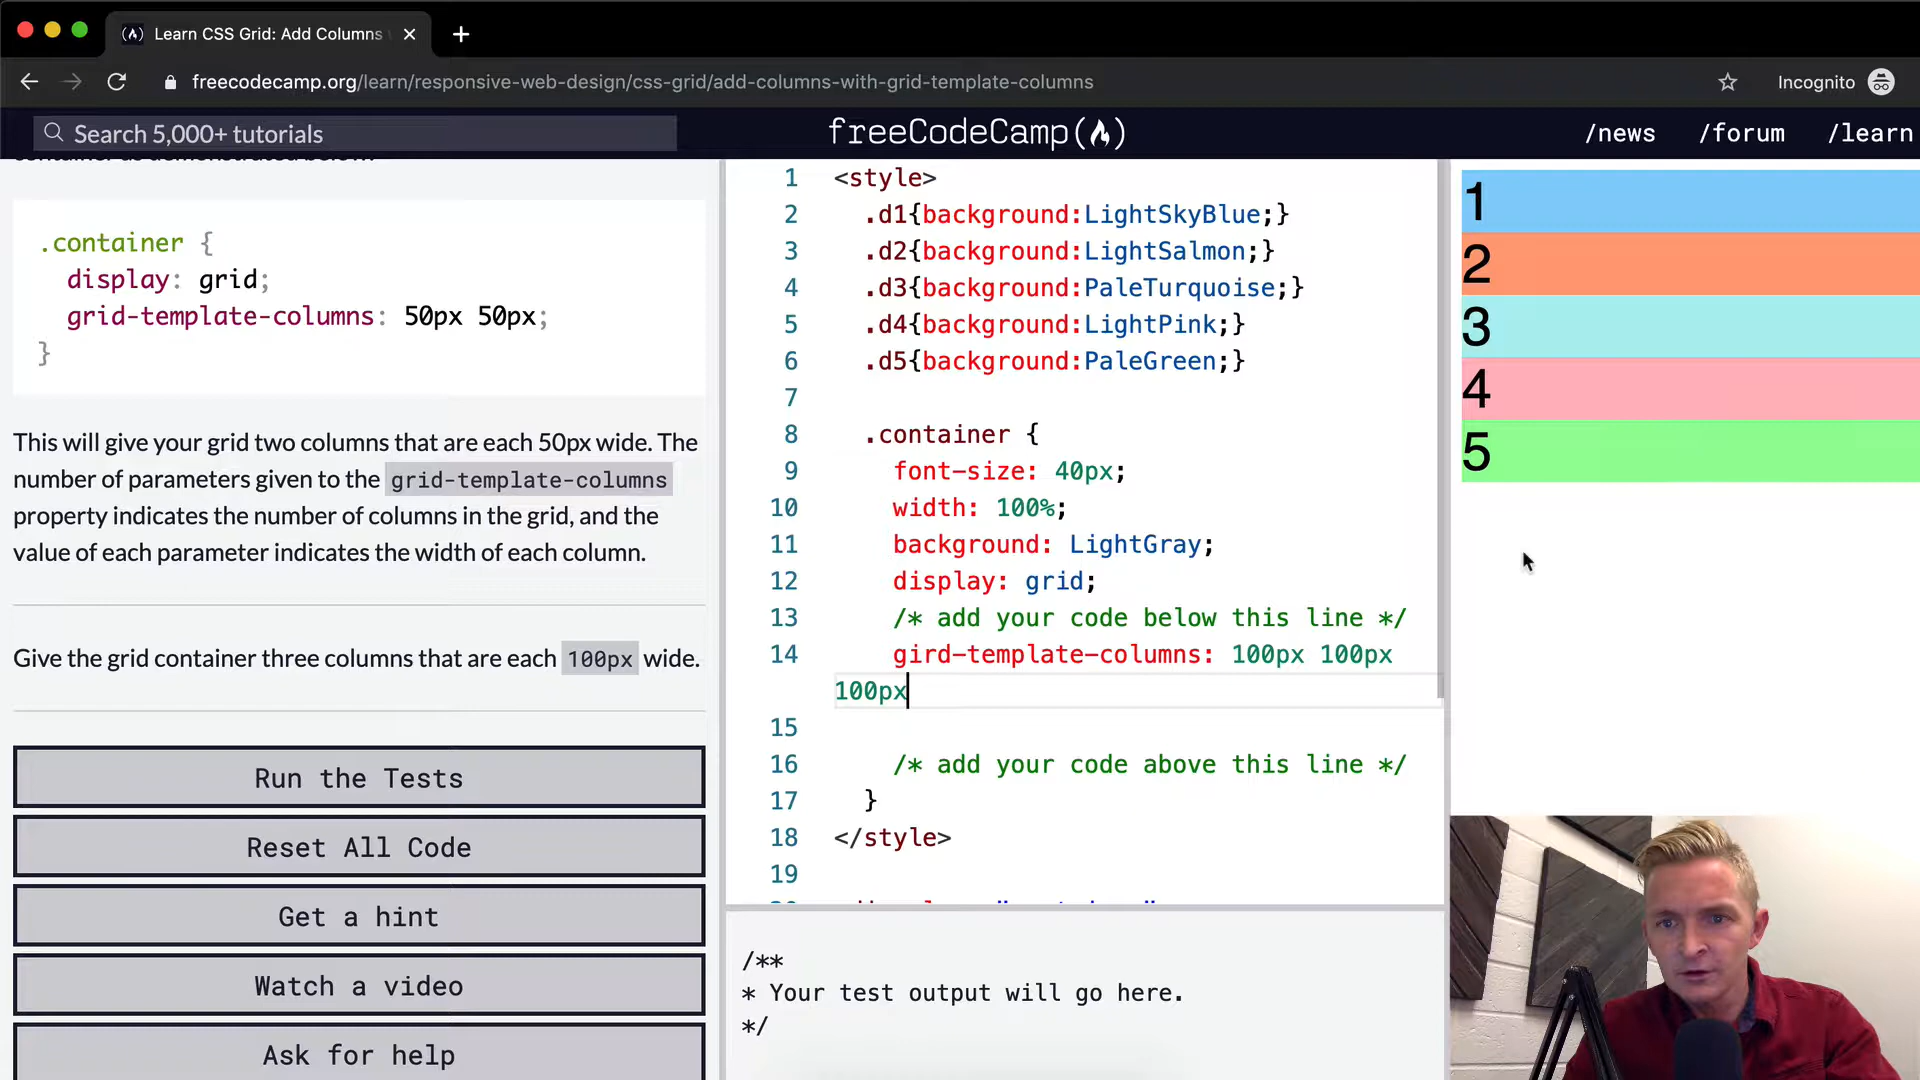 Learn CSS Grid: Add Columns
freecodecamp.org/learn/responsive-web-design/css-grid/add-columns-with-grid-template-columns
Incognito
Search 5,000+ tutorials
freeCodeCamp(🔥)
/news /forum /learn
container as demonstrated below:
.container {
display: grid;
grid-template-columns: 50px 50px;
}
This will give your grid two columns that are each 50px wide. The
number of parameters given to the grid-template-columns
property indicates the number of columns in the grid, and the
value of each parameter indicates the width of each column.
Give the grid container three columns that are each 100px wide.
Run the Tests
Reset All Code
Get a hint
Watch a video
Ask for help
1 <style>
2 .d1{background:LightSkyBlue;}
3 .d2{background:LightSalmon;}
4 .d3{background:PaleTurquoise;}
5 .d4{background:LightPink;}
6 .d5{background:PaleGreen;}
7
8 .container {
9 font-size: 40px;
10 width: 100%;
11 background: LightGray;
12 display: grid;
13 /* add your code below this line */
14 gird-template-columns: 100px 100px
100px
15
16 /* add your code above this line */
17 }
18 </style>
19
/**
* Your test output will go here.
*/
1
2
3
4
5